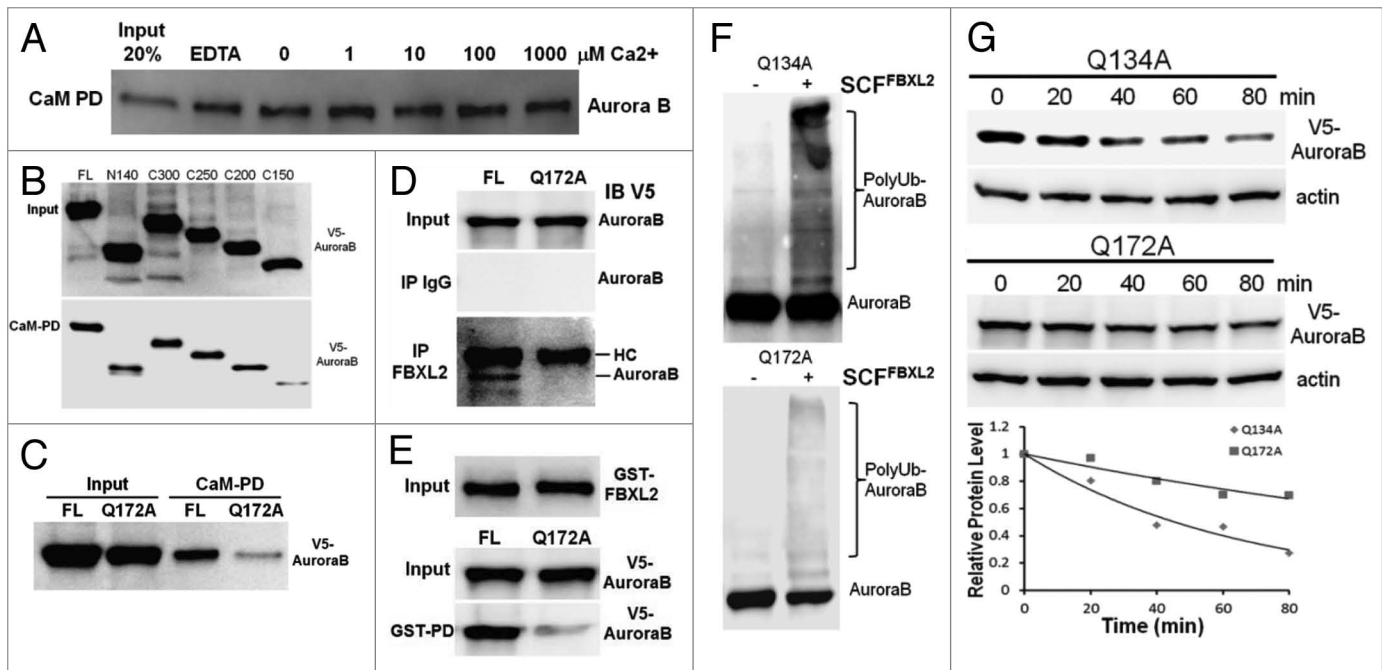 A
Input
20% EDTA 0 1 10 100 1000 μM Ca2+
CaM PD Aurora B
B
FL N140 C300 C250 C200 C150
Input V5-
AuroraB
CaM-PD V5-
AuroraB
C
Input CaM-PD
FL Q172A FL Q172A
V5-
AuroraB
D
FL Q172A IB V5
Input AuroraB
IP IgG AuroraB
IP
FBXL2
HC
AuroraB
E
Input GST-
FBXL2
FL Q172A
Input V5-
AuroraB
GST-PD V5-
AuroraB
F
Q134A
- + SCFFBXL2
PolyUb-
AuroraB
AuroraB
Q172A
- + SCFFBXL2
PolyUb-
AuroraB
AuroraB
G
Q134A
0 20 40 60 80 min
V5-
AuroraB
actin
Q172A
0 20 40 60 80 min
V5-
AuroraB
actin
Relative Protein Level
1.2
1
0.8
0.6
0.4
0.2
0
0 20 40 60 80
Time (min)
Q134A
Q172A